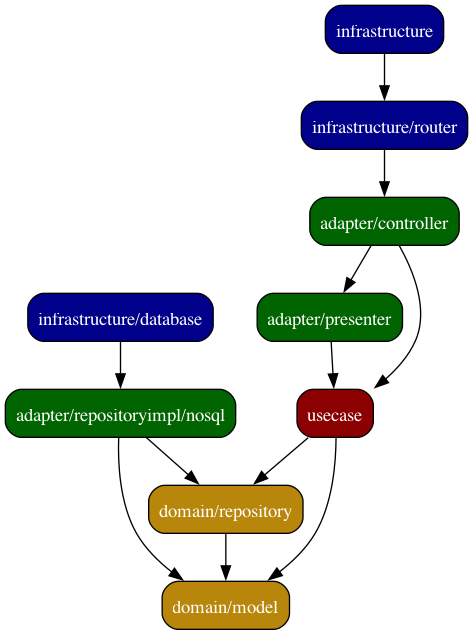 infrastructure
infrastructure/router
adapter/controller
infrastructure/database
adapter/presenter
adapter/repositoryimpl/nosql
usecase
domain/repository
domain/model